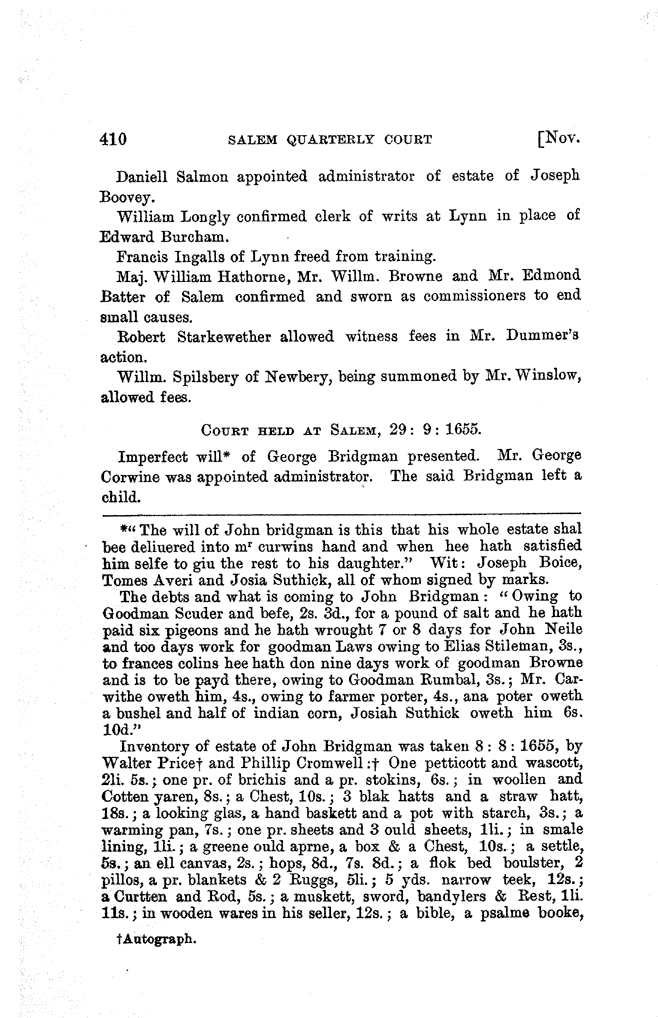 410 SALEM QUARTERLY COURT [Nov.
Daniell Salmon appointed administrator of estate of Joseph
Boovey.
William Longly confirmed clerk of writs at Lynn in place of
Edward Burcham.
Francis Ingalls of Lynn freed from training.
Maj. William Hathorne, Mr. Willm. Browne and Mr. Edmond
Batter of Salem confirmed and sworn as commissioners to end
small causes.
Robert Starkewether allowed witness fees in Mr. Dummer's
action.
Willm. Spilsbery of Newbery, being summoned by Mr. Winslow,
allowed fees.
COURT HELD AT SALEM, 29: 9: 1655.
Imperfect will* of George Bridgman presented. Mr. George
Corwine was appointed administrator. The said Bridgman left a
child.
*“ The will of John bridgman is this that his whole estate shal
bee deliuered into mʳ curwins hand and when hee hath satisfied
him selfe to giu the rest to his daughter.” Wit: Joseph Boice,
Tomes Averi and Josia Suthick, all of whom signed by marks.
The debts and what is coming to John Bridgman: “ Owing to
Goodman Scuder and befe, 2s. 3d., for a pound of salt and he hath
paid six pigeons and he hath wrought 7 or 8 days for John Neile
and too days work for goodman Laws owing to Elias Stileman, 3s.,
to frances colins hee hath don nine days work of goodman Browne
and is to be payd there, owing to Goodman Rumbal, 3s.; Mr. Car-
withe oweth him, 4s., owing to farmer porter, 4s., ana poter oweth
a bushel and half of indian corn, Josiah Suthick oweth him 6s.
10d.”
Inventory of estate of John Bridgman was taken 8: 8: 1655, by
Walter Price† and Phillip Cromwell:† One petticott and wascott,
2li. 5s.; one pr. of brichis and a pr. stokins, 6s.; in woollen and
Cotten yaren, 8s.; a Chest, 10s.; 3 blak hatts and a straw hatt,
18s.; a looking glas, a hand baskett and a pot with starch, 3s.; a
warming pan, 7s.; one pr. sheets and 3 ould sheets, 1li.; in smale
lining, 1li.; a greene ould aprne, a box & a Chest, 10s.; a settle,
5s.; an ell canvas, 2s.; hops, 8d., 7s. 8d.; a flok bed boulster, 2
pillos, a pr. blankets & 2 Ruggs, 5li.; 5 yds. narrow teek, 12s.;
a Curtten and Rod, 5s.; a muskett, sword, bandylers & Rest, 1li.
11s.; in wooden wares in his seller, 12s.; a bible, a psalme booke,
†Autograph.